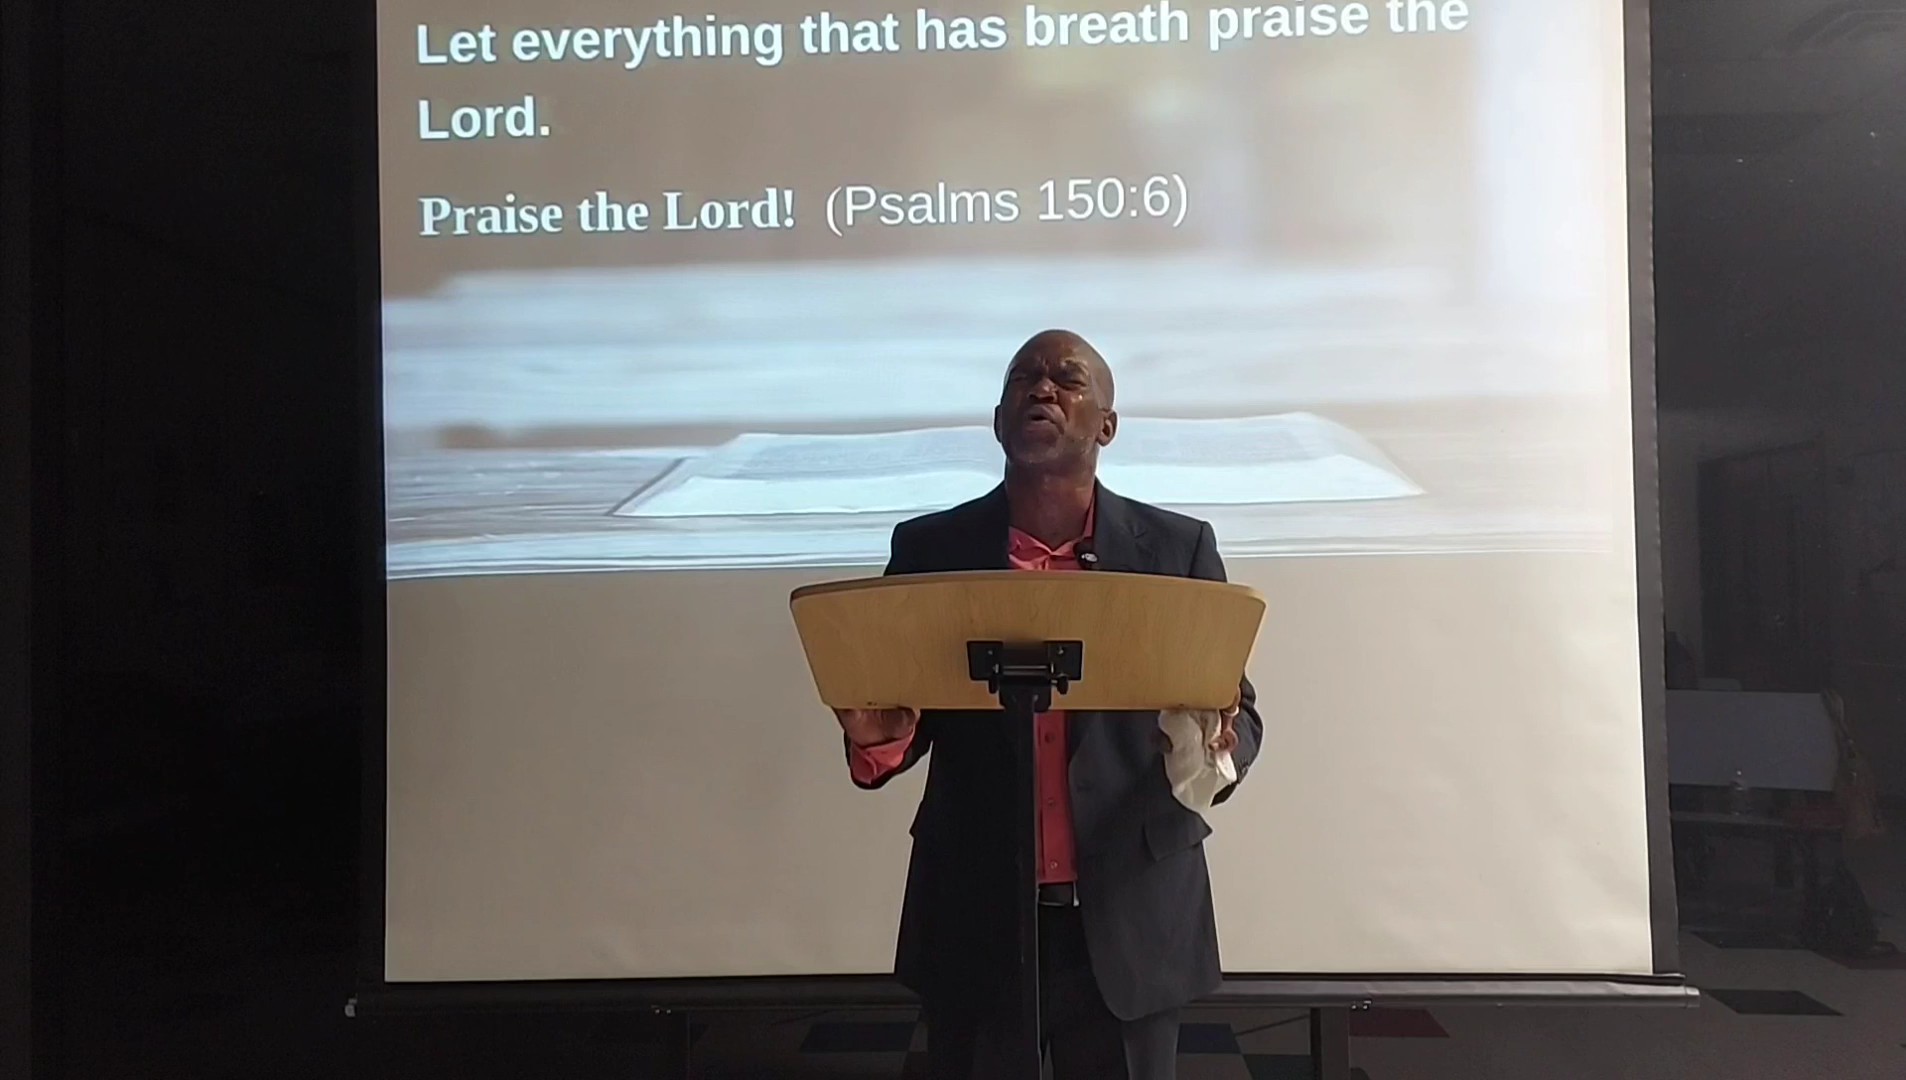 Let everything that has breath praise the
Lord.
Praise the Lord! (Psalms 150:6)